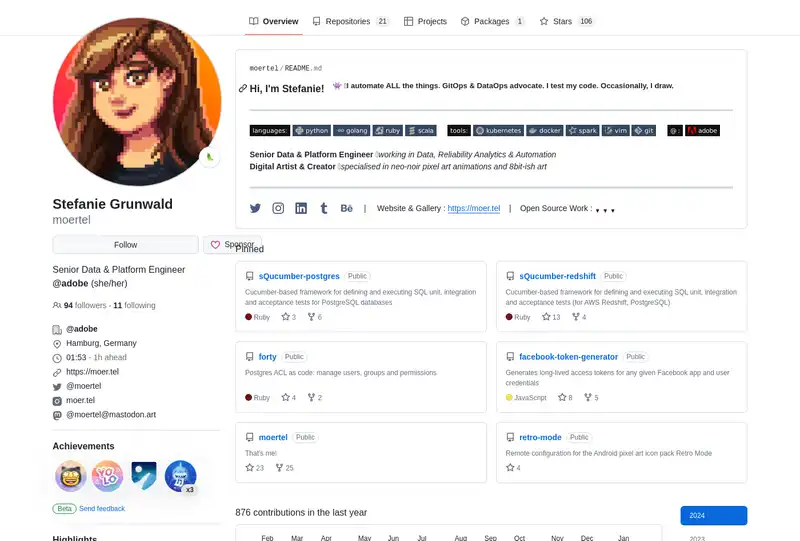 Overview Repositories 21 Projects Packages 1 Stars 106
moertel / README.md
Hi, I'm Stefanie! I automate ALL the things. GitOps & DataOps advocate. I test my code. Occasionally, I draw.
languages: python golang ruby scala tools: kubernetes docker spark vim git @ : adobe
Senior Data & Platform Engineer working in Data, Reliability Analytics & Automation
Digital Artist & Creator specialised in neo-noir pixel art animations and 8bit-ish art
Bē | Website & Gallery : https://moer.tel | Open Source Work :
Stefanie Grunwald
moertel
Follow Sponsor
Senior Data & Platform Engineer
@adobe (she/her)
94 followers · 11 following
@adobe
Hamburg, Germany
01:53 - 1h ahead
https://moer.tel
@moertel
moer.tel
@moertel@mastodon.art
Achievements
YOLO
x3
Beta Send feedback
Highlights
Pinned
sQucumber-postgres Public
Cucumber-based framework for defining and executing SQL unit, integration
and acceptance tests for PostgreSQL databases
Ruby 3 6
sQucumber-redshift Public
Cucumber-based framework for defining and executing SQL unit, integration
and acceptance tests (for AWS Redshift, PostgreSQL)
Ruby 13 4
forty Public
Postgres ACL as code: manage users, groups and permissions
Ruby 4 2
facebook-token-generator Public
Generates long-lived access tokens for any given Facebook app and user
credentials
JavaScript 8 5
moertel Public
That's me!
23 25
retro-mode Public
Remote configuration for the Android pixel art icon pack Retro Mode
4
876 contributions in the last year
Feb Mar Apr May Jun Jul Aug Sep Oct Nov Dec Jan
2024
2023